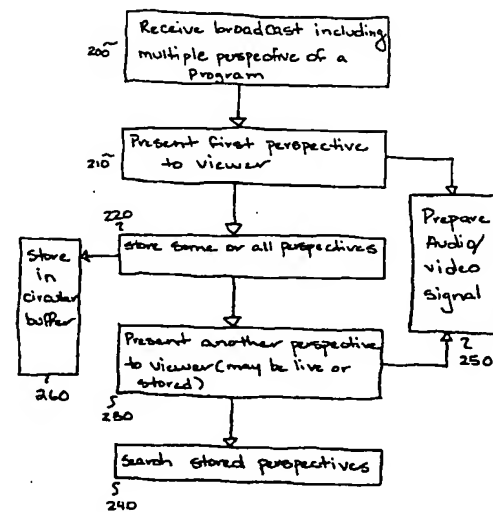 Receive broadcast including
multiple perspective of a
Program
200
Present first perspective
to viewer
210
220
Store some or all perspectives
Store
in
circular
buffer
260
Prepare
Audio/
video
signal
250
Present another perspective
to viewer (may be live or
stored)
230
Search stored perspectives
240